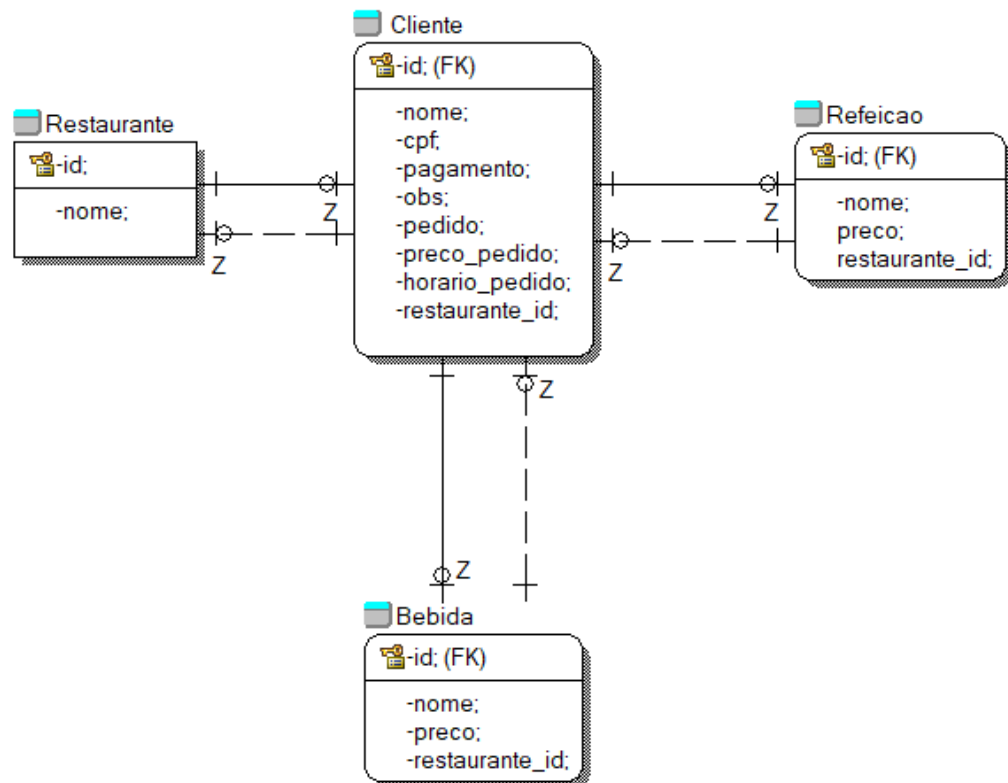 Cliente
-id; (FK)
-nome;
-cpf;
-pagamento;
-obs;
-pedido;
-preco_pedido;
-horario_pedido;
-restaurante_id;
Restaurante
-id;
-nome;
Z
Z
Refeicao
-id; (FK)
-nome;
preco;
restaurante_id;
Z
Z
Z
Z
Bebida
-id; (FK)
-nome;
-preco;
-restaurante_id;